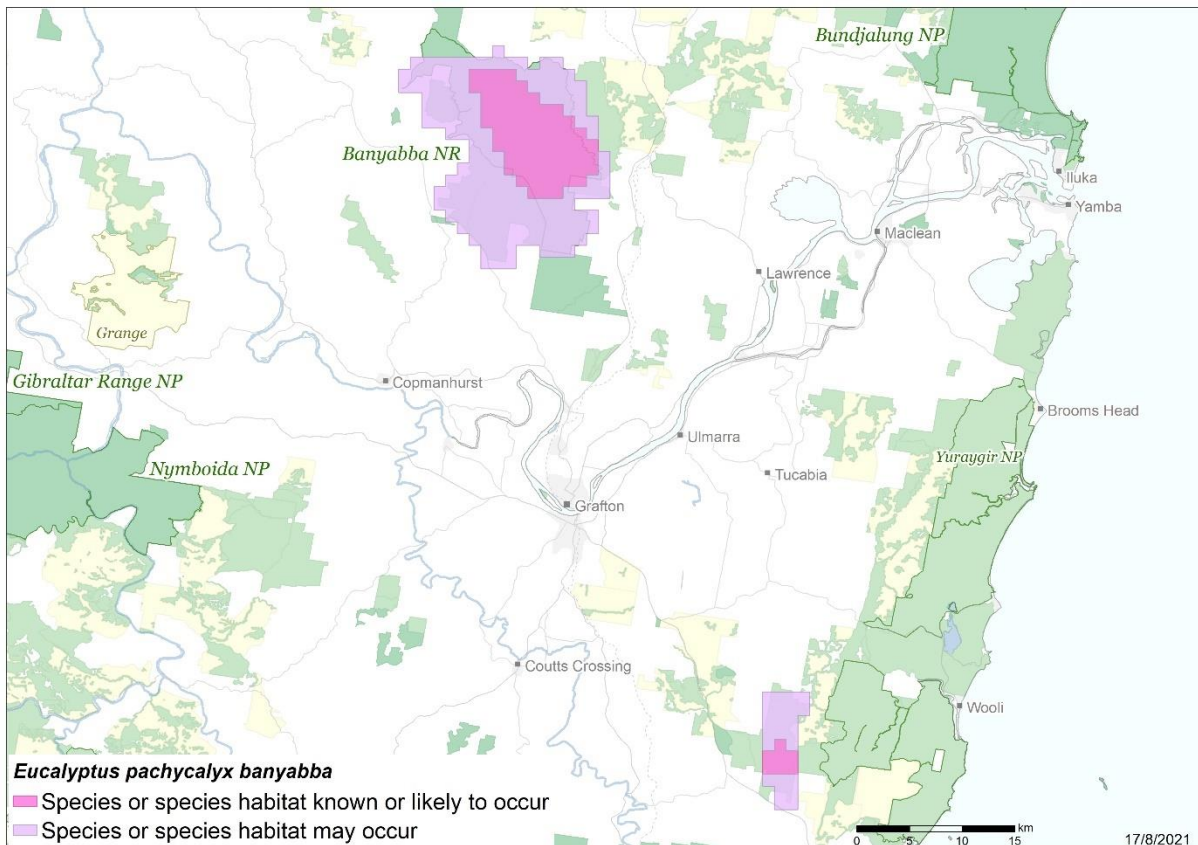 Bundjalung NP
Banyabba NR
Iluka
Yamba
Maclean
Lawrence
Grange
Gibraltar Range NP
Copmanhurst
Brooms Head
Ulmarra
Yuraygir NP
Nymboida NP
Tucabia
Grafton
Coutts Crossing
Wooli
Eucalyptus pachycalyx banyabba
Species or species habitat known or likely to occur
Species or species habitat may occur
km
0 5 10 15
17/8/2021